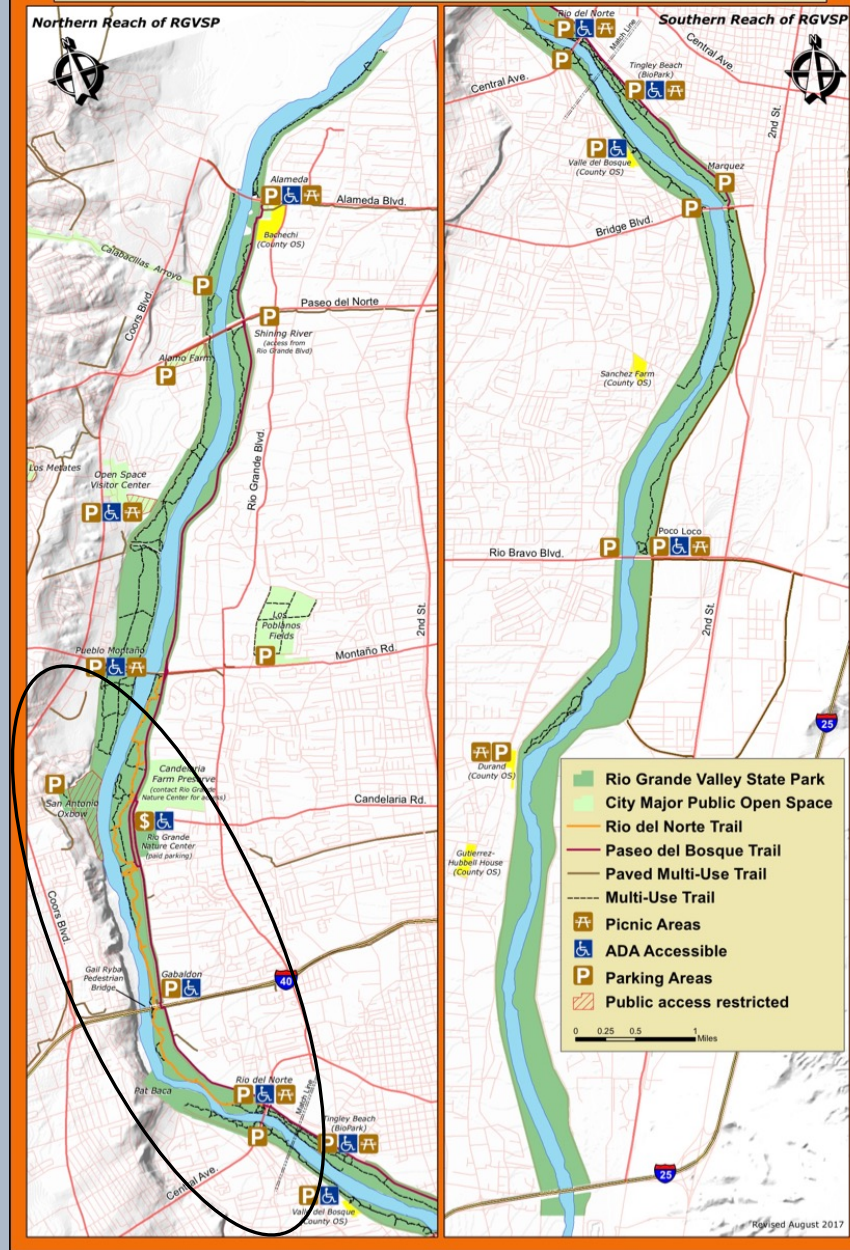 Northern Reach of RGVSP
N
Alameda
P
Alameda Blvd.
Bachechi
(County OS)
Calabacillas Arroyo
P
Coors Blvd
Paseo del Norte
P
Shining River
(access from
Rio Grande Blvd)
Alamo Farm
P
Rio Grande Blvd.
Los Metates
Open Space
Visitor Center
P
2nd St.
Los
Poblanos
Fields
P
Montaño Rd.
Pueblo Montaño
P
Candelaria
Farm Preserve
(contact Rio Grande
Nature Center for access)
P
San Antonio
Oxbow
Candelaria Rd.
$
Rio Grande
Nature Center
(paid parking)
Coors Blvd.
Gail Ryba
Pedestrian
Bridge
Gabaldon
P
40
Pat Baca
Rio del Norte
P
Match Line
P
Tingley Beach
(BioPark)
P
Central Ave.
P
Valle del Bosque
(County OS)
Southern Reach of RGVSP
N
Rio del Norte
P
Match Line
P
Central Ave.
Central Ave.
Tingley Beach
(BioPark)
P
2nd St.
P
Valle del Bosque
(County OS)
Marquez
P
P
Bridge Blvd.
Sanchez Farm
(County OS)
Poco Loco
P
P
Rio Bravo Blvd.
2nd St.
25
P
Durand
(County OS)
Gutierrez-
Hubbell House
(County OS)
Rio Grande Valley State Park
City Major Public Open Space
Rio del Norte Trail
Paseo del Bosque Trail
Paved Multi-Use Trail
Multi-Use Trail
Picnic Areas
ADA Accessible
P
Parking Areas
Public access restricted
0 0.25 0.5 1
Miles
25
Revised August 2017